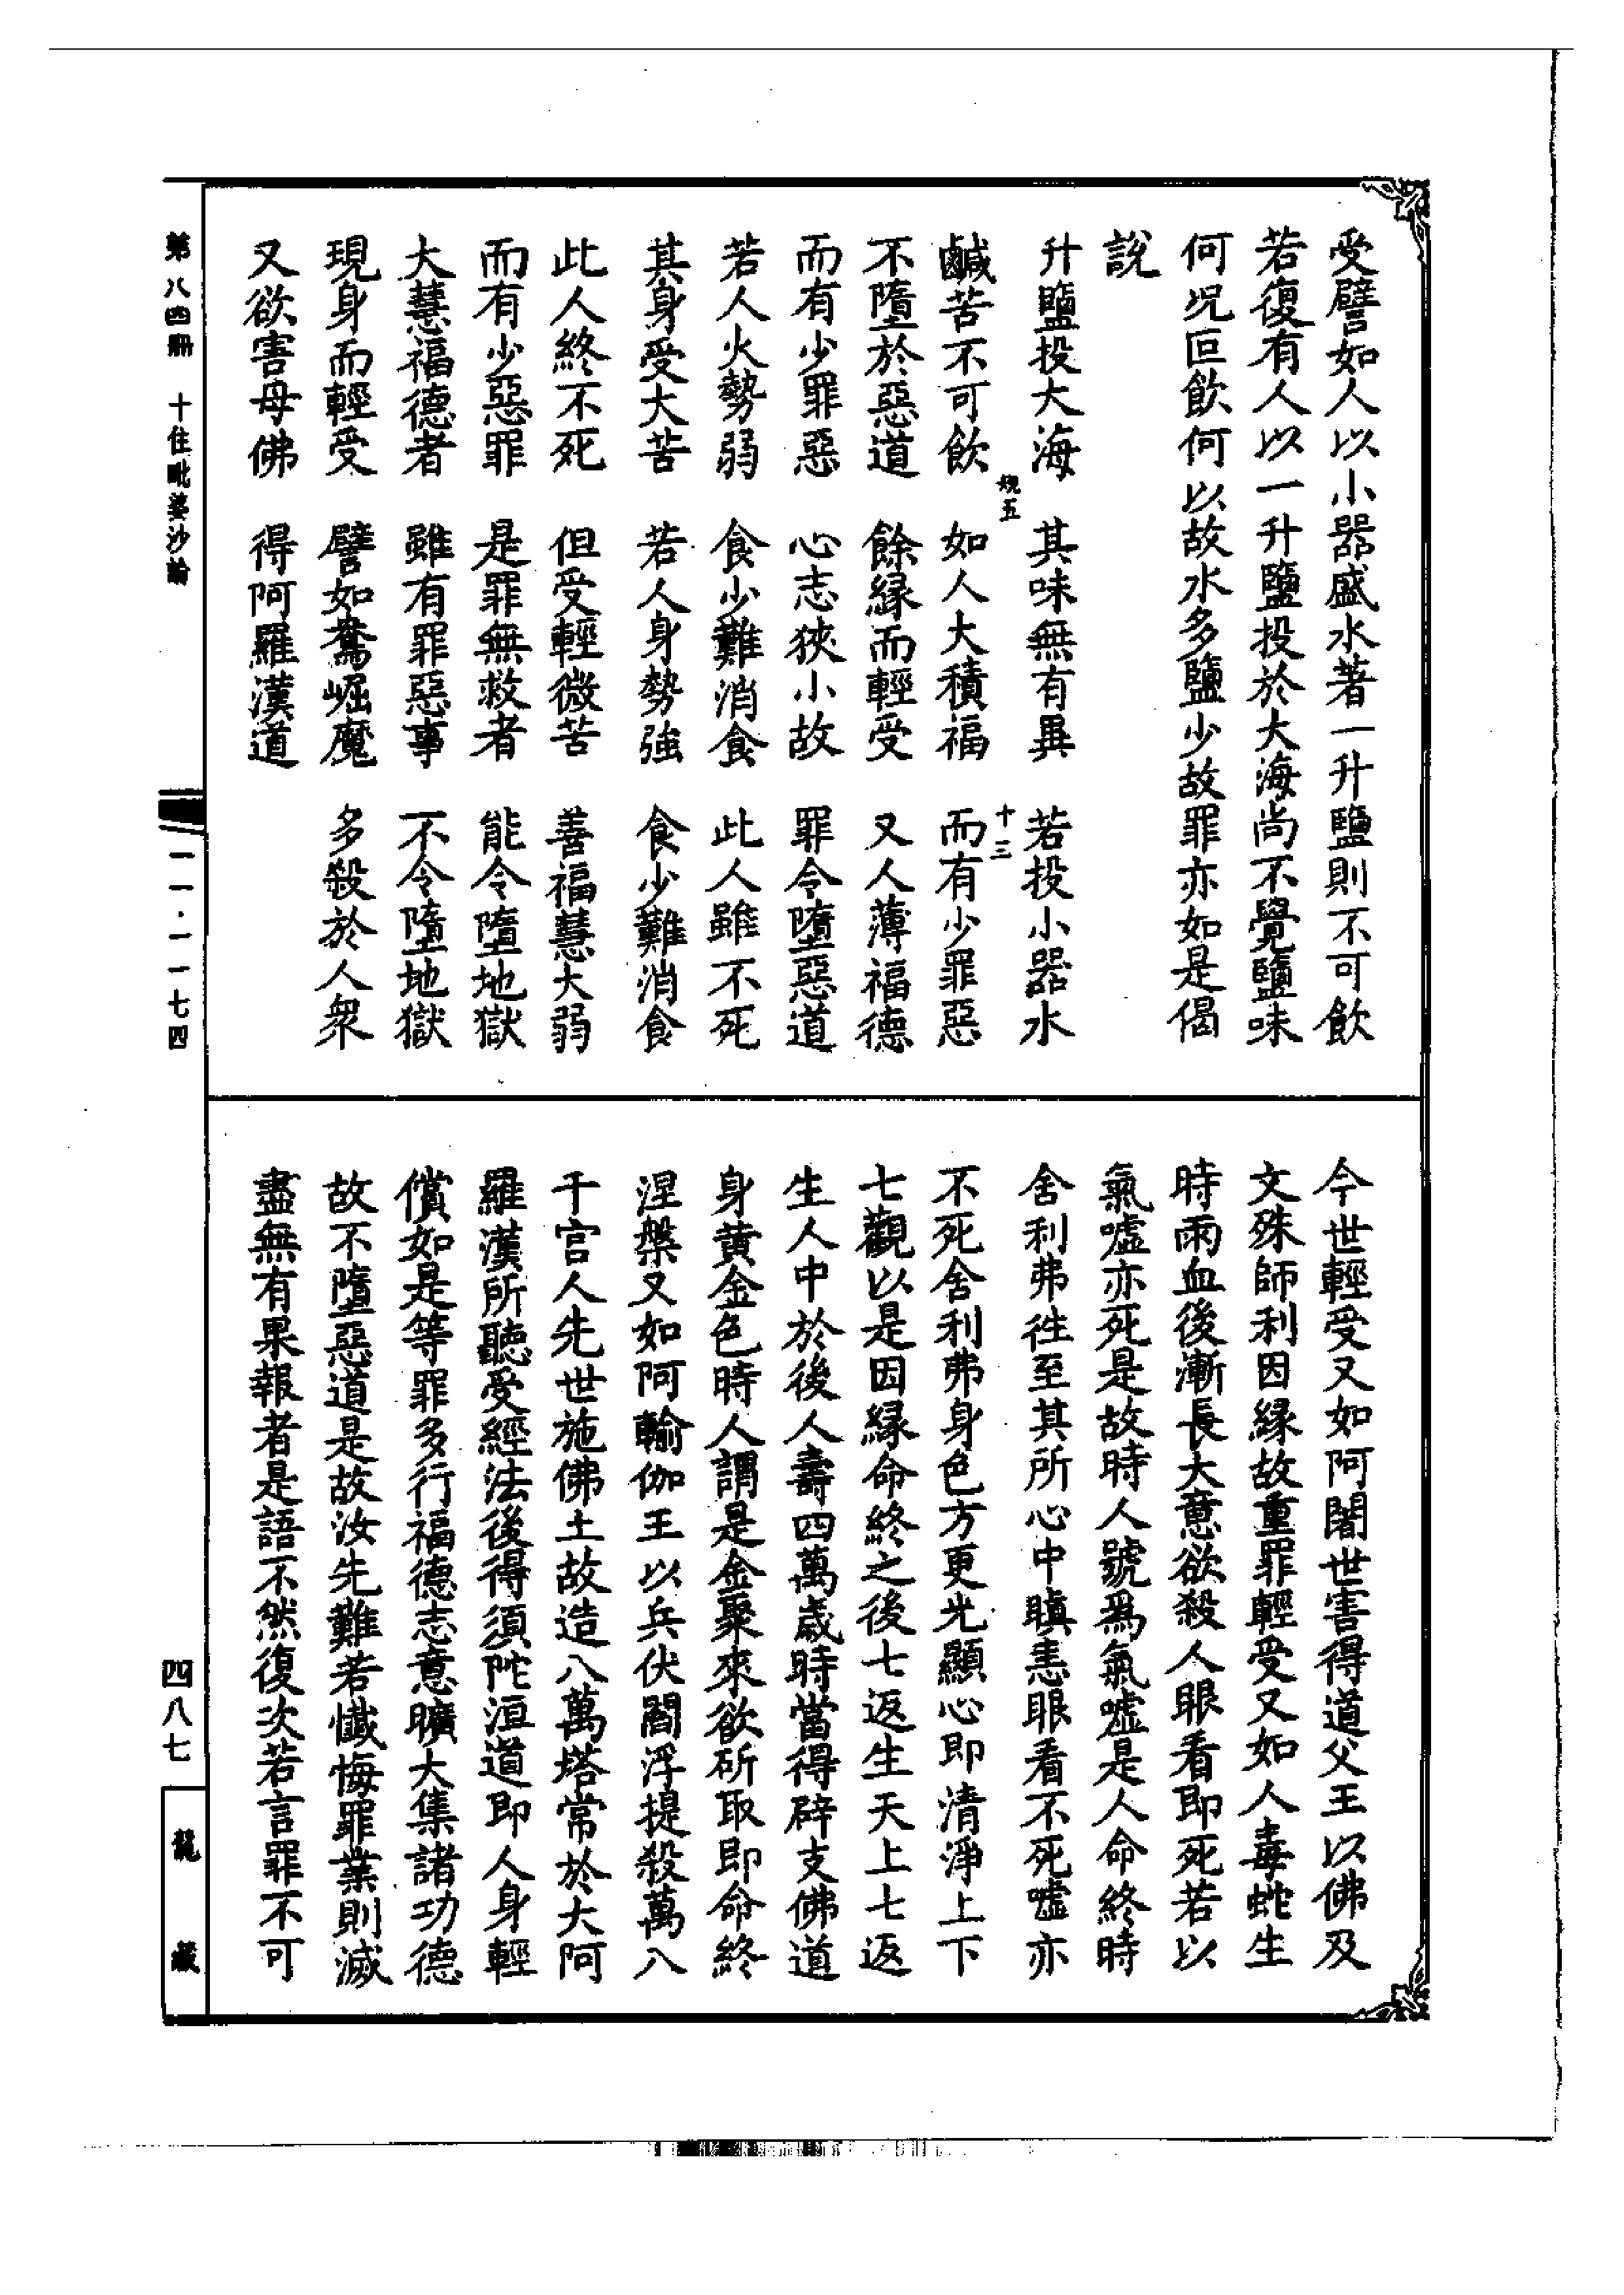 受譬如人以小器盛水著一升鹽則不可飲
若復有人以一升鹽投於大海尚不覺鹽味
何況叵飲何以故水多鹽少故罪亦如是偈
說
升鹽投大海 其味無有異 若投小器水
鹹苦不可飲 如人大積福 而有少罪惡
規五 十三
不墮於惡道 餘緣而輕受 又人薄福德
而有少罪惡 心志狹小故 罪令墮惡道
若人火勢弱 食少難消食 此人雖不死
其身受大苦 若人身勢強 食少難消食
此人終不死 但受輕微苦 善福慧大弱
而有少惡罪 是罪無救者 能令墮地獄
大慧福德者 雖有罪惡事 不令墮地獄
現身而輕受 譬如鴦崛魔 多殺於人衆
又欲害母佛 得阿羅漢道
今世輕受又如阿闍世害得道父王以佛及
文殊師利因緣故重罪輕受又如人毒蛇生
時雨血後漸長大意欲殺人眼看即死若以
氣噓亦死是故時人號爲氣噓是人命終時
舍利弗往至其所心中瞋恚眼看不死噓亦
不死舍利弗身色方更光顯心即清淨上下
七觀以是因緣命終之後七返生天上七返
生人中於後人壽四萬歲時當得辟支佛道
身黃金色時人謂是金聚來欲斫取即命終
涅槃又如阿輸伽王以兵伏閻浮提殺萬八
千宮人先世施佛土故造八萬塔常於大阿
羅漢所聽受經法後得須陀洹道即人身輕
償如是等罪多行福德志意曠大集諸功德
故不墮惡道是故汝先難若懺悔罪業則滅
盡無有果報者是語不然復次若言罪不可
第八四冊 十住毗婆沙論
一一·一一七四
四八七
龍藏